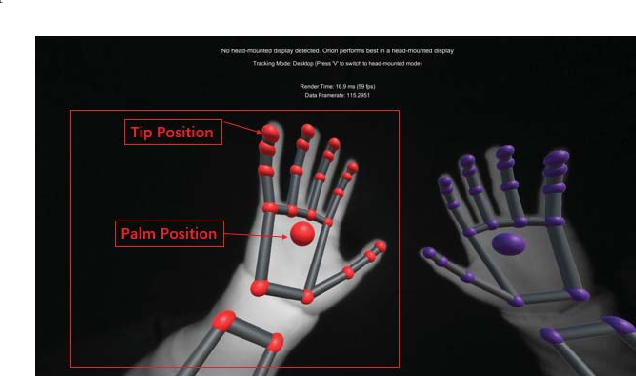 No head-mounted display detected. Orion performs best in a head-mounted display
Tracking Mode: Desktop (Press 'V' to switch to head-mounted mode)
Render Time: 16.9 ms (59 fps)
Data Framerate: 115.2951
Tip Position
Palm Position